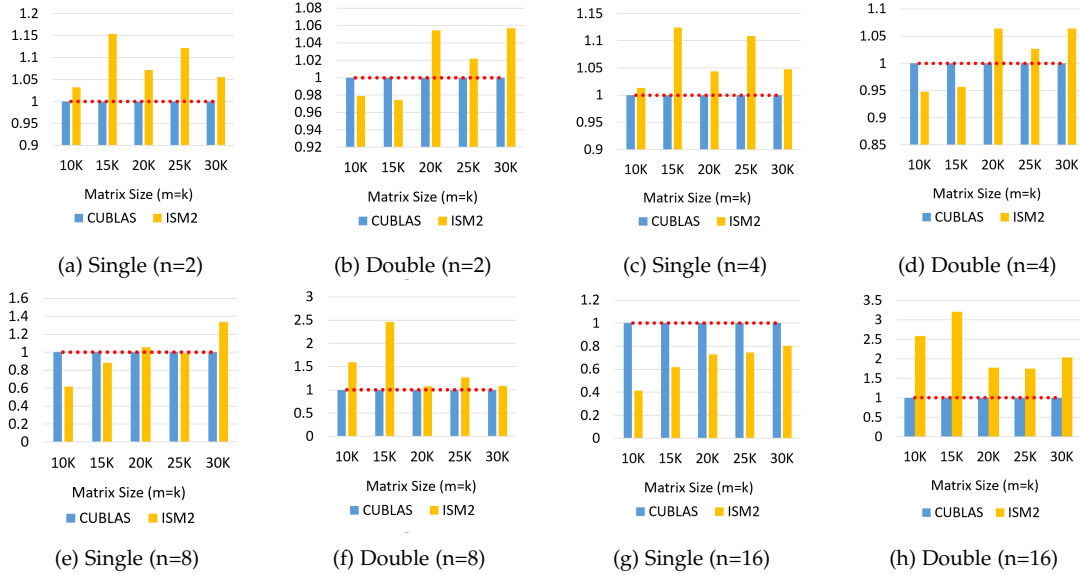 1.2
1.15
1.1
1.05
1
0.95
0.9
10K 15K 20K 25K 30K
Matrix Size (m=k)
CUBLAS ISM2
(a) Single (n=2)
1.08
1.06
1.04
1.02
1
0.98
0.96
0.94
0.92
10K 15K 20K 25K 30K
Matrix Size (m=k)
CUBLAS ISM2
(b) Double (n=2)
1.15
1.1
1.05
1
0.95
0.9
10K 15K 20K 25K 30K
Matrix Size (m=k)
CUBLAS ISM2
(c) Single (n=4)
1.1
1.05
1
0.95
0.9
0.85
10K 15K 20K 25K 30K
Matrix Size (m=k)
CUBLAS ISM2
(d) Double (n=4)
1.6
1.4
1.2
1
0.8
0.6
0.4
0.2
0
10K 15K 20K 25K 30K
Matrix Size (m=k)
CUBLAS ISM2
(e) Single (n=8)
3
2.5
2
1.5
1
0.5
0
10K 15K 20K 25K 30K
Matrix Size (m=k)
CUBLAS ISM2
(f) Double (n=8)
1.2
1
0.8
0.6
0.4
0.2
0
10K 15K 20K 25K 30K
Matrix Size (m=k)
CUBLAS ISM2
(g) Single (n=16)
3.5
3
2.5
2
1.5
1
0.5
0
10K 15K 20K 25K 30K
Matrix Size (m=k)
CUBLAS ISM2
(h) Double (n=16)